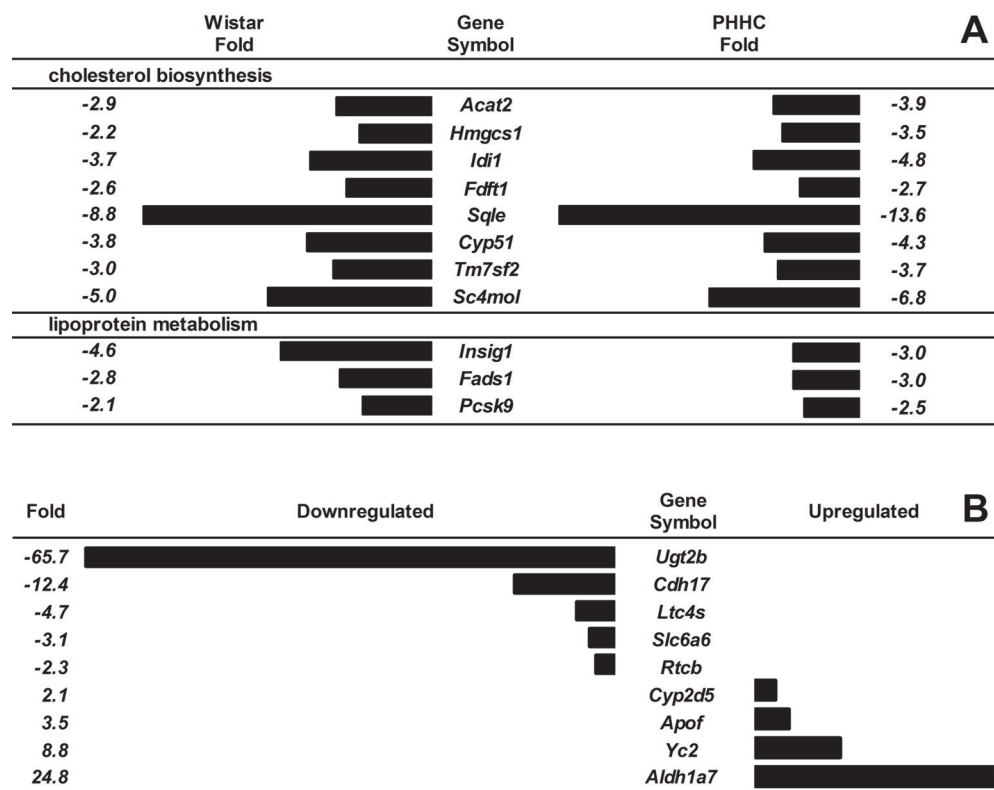 Wistar Fold Gene Symbol PHHC Fold A
cholesterol biosynthesis
-2.9 Acat2 -3.9
-2.2 Hmgcs1 -3.5
-3.7 Idi1 -4.8
-2.6 Fdft1 -2.7
-8.8 Sqle -13.6
-3.8 Cyp51 -4.3
-3.0 Tm7sf2 -3.7
-5.0 Sc4mol -6.8
lipoprotein metabolism
-4.6 Insig1 -3.0
-2.8 Fads1 -3.0
-2.1 Pcsk9 -2.5
Fold Downregulated Gene Symbol Upregulated B
-65.7 Ugt2b
-12.4 Cdh17
-4.7 Ltc4s
-3.1 Slc6a6
-2.3 Rtcb
2.1 Cyp2d5
3.5 Apof
8.8 Yc2
24.8 Aldh1a7